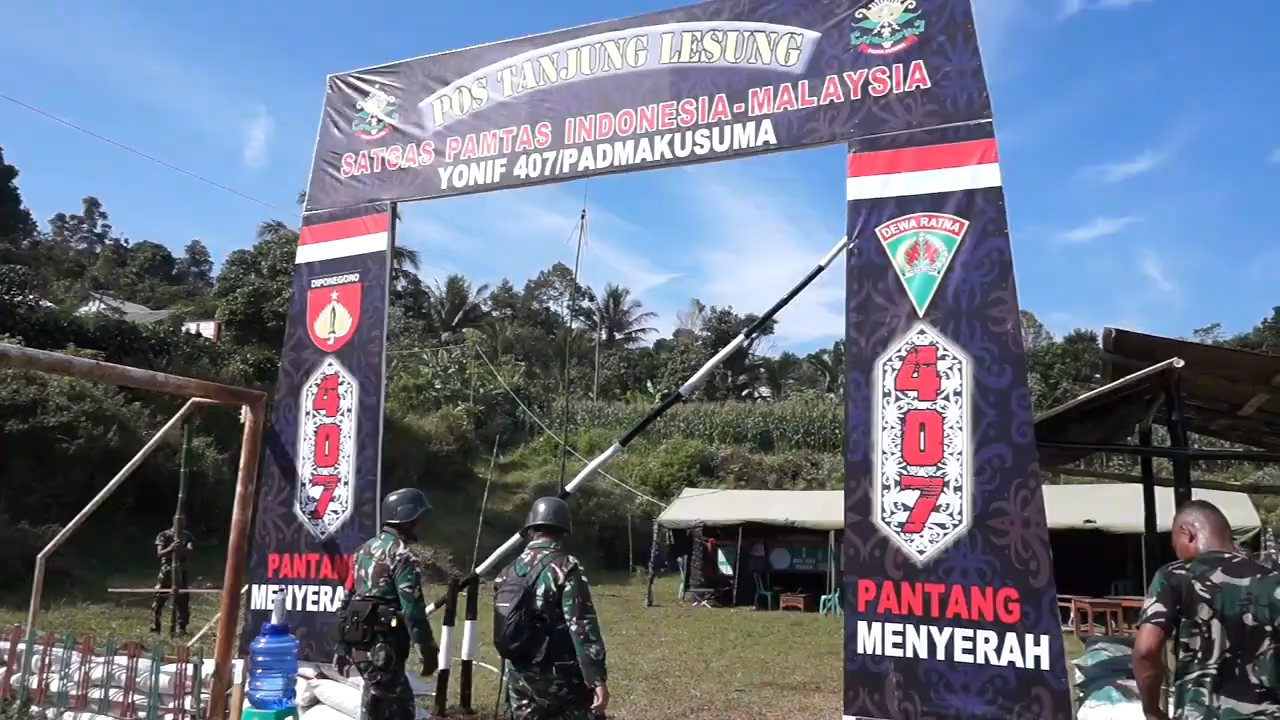 POS TANJUNG LESUNG
SATGAS PAMTAS INDONESIA-MALAYSIA
YONIF 407/PADMAKUSUMA
DIPONEGORO
407
PANTANG
MENYERA
DEWA RATNA
407
PANTANG
MENYERAH